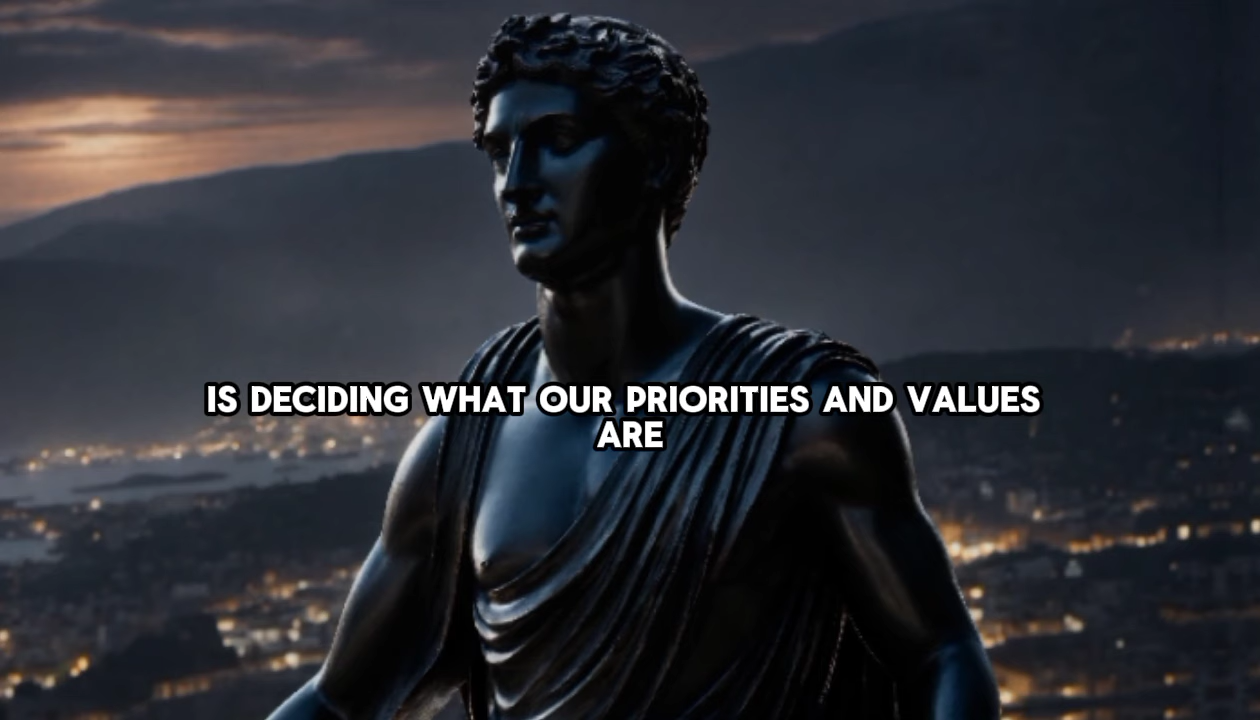 IS DECIDING WHAT OUR PRIORITIES AND VALUES
ARE